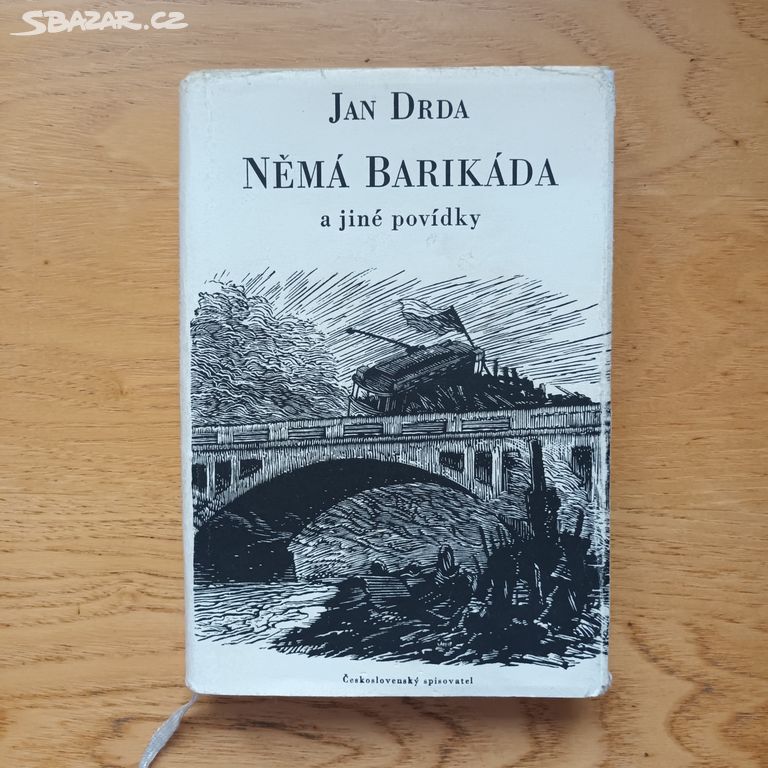 SBAZAR.CZ
JAN DRDA
NĚMÁ BARIKÁDA
a jiné povídky
Československý spisovatel